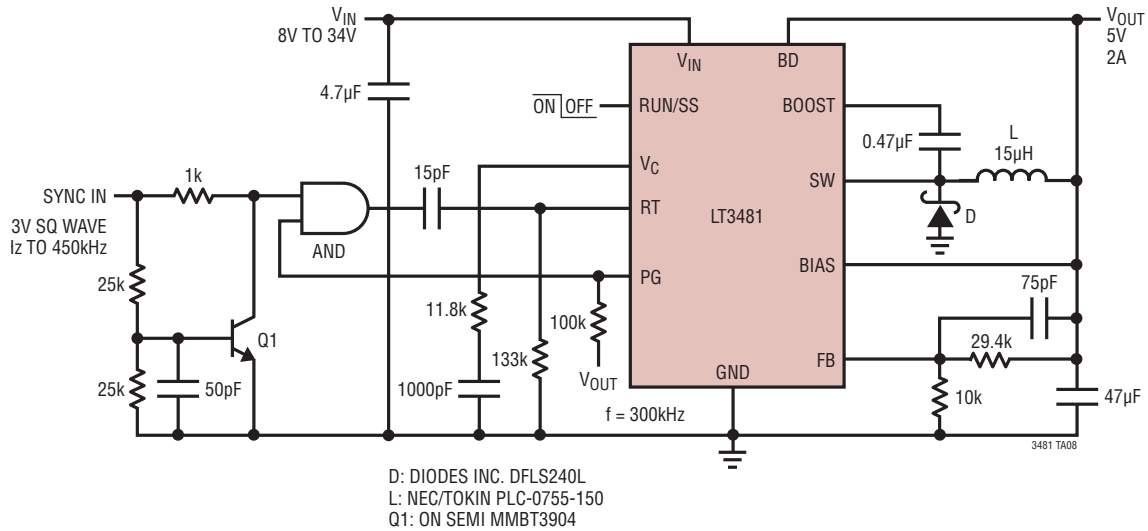 VIN
8V TO 34V
VOUT
5V
2A
4.7µF
VIN
BD
ON OFF
RUN/SS
BOOST
0.47µF
L
15µH
VC
15pF
1k
SYNC IN
3V SQ WAVE
Iz TO 450kHz
SW
RT
LT3481
D
AND
PG
BIAS
25k
75pF
11.8k
100k
Q1
133k
29.4k
FB
GND
VOUT
25k
50pF
1000pF
10k
47µF
f = 300kHz
3481 TA08
D: DIODES INC. DFLS240L
L: NEC/TOKIN PLC-0755-150
Q1: ON SEMI MMBT3904